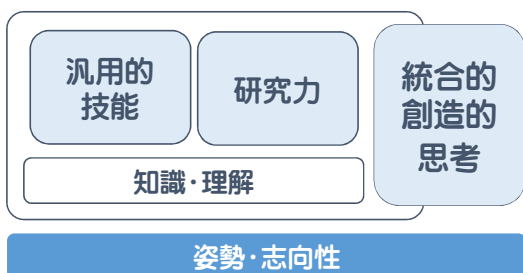 汎用的
技能
研究力
統合的
創造的
思考
知識・理解
姿勢・志向性